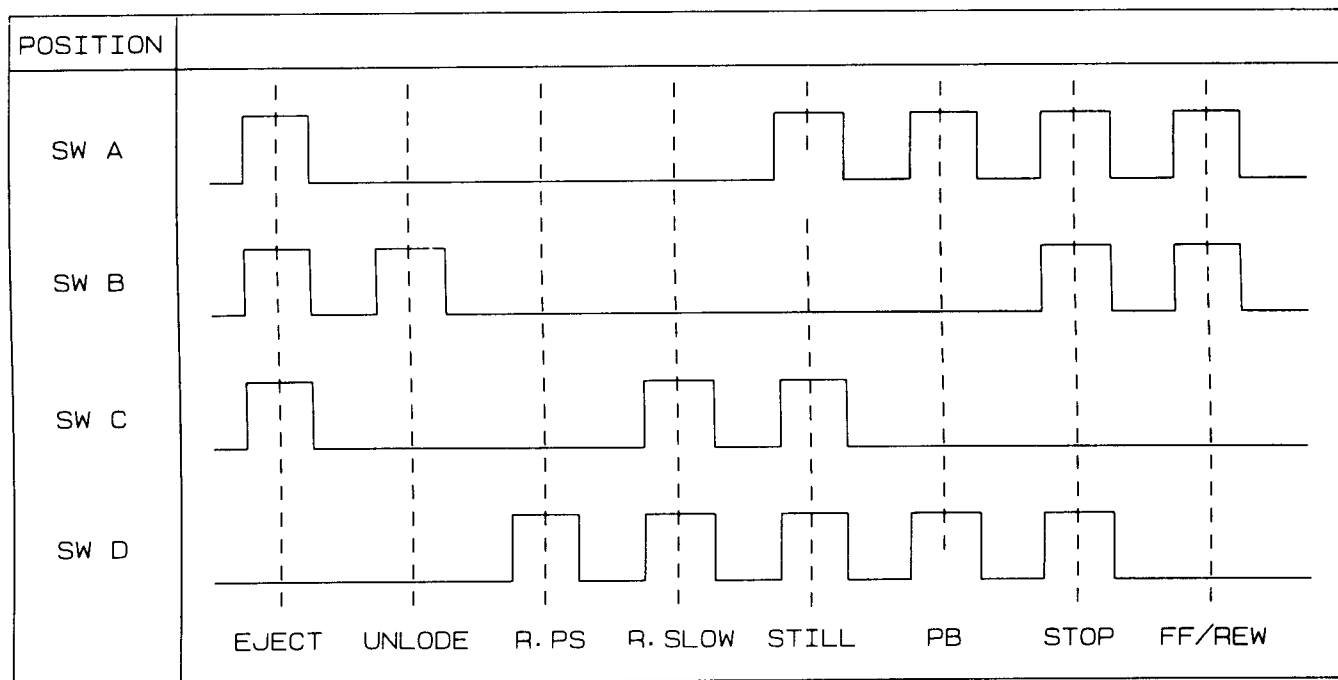 POSITION
SW A
SW B
SW C
SW D
EJECT UNLODE R.PS R.SLOW STILL PB STOP FF/REW